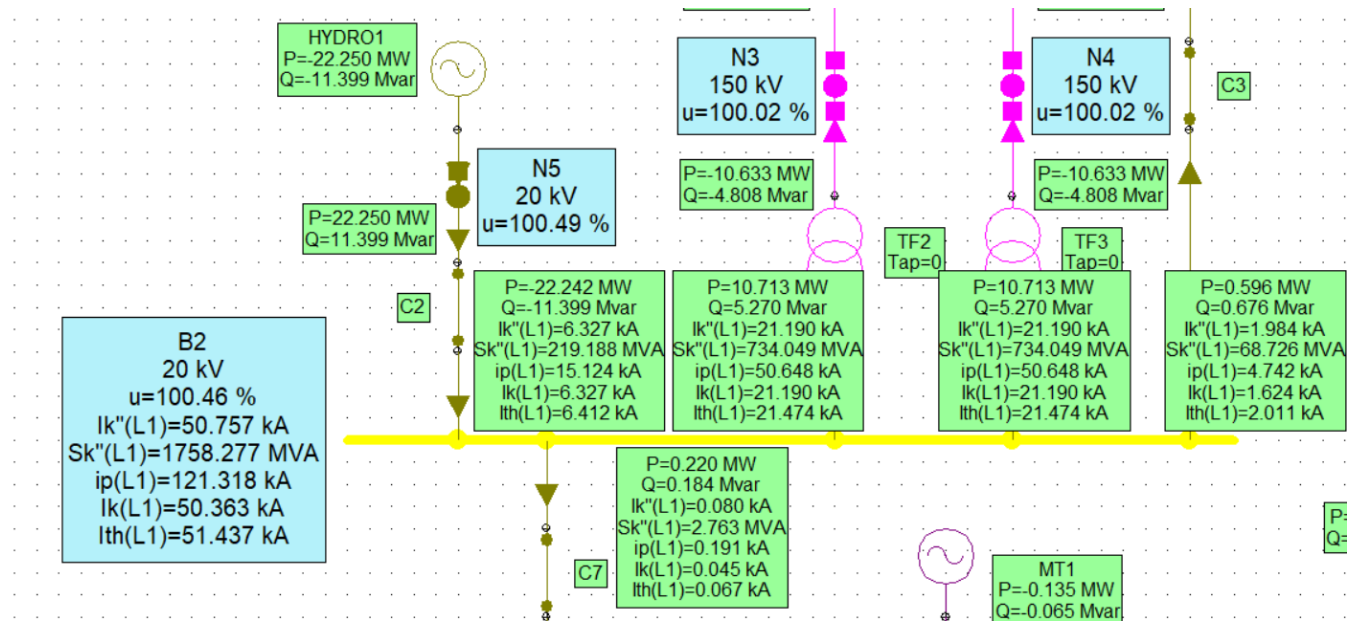 HYDRO1
P=-22.250 MW
Q=-11.399 Mvar
N3
150 kV
u=100.02 %
N4
150 kV
u=100.02 %
C3
N5
20 kV
u=100.49 %
P=22.250 MW
Q=11.399 Mvar
P=-10.633 MW
Q=-4.808 Mvar
P=-10.633 MW
Q=-4.808 Mvar
TF2
Tap=0
TF3
Tap=0
C2
P=-22.242 MW
Q=-11.399 Mvar
Ik"(L1)=6.327 kA
Sk"(L1)=219.188 MVA
ip(L1)=15.124 kA
Ik(L1)=6.327 kA
Ith(L1)=6.412 kA
P=10.713 MW
Q=5.270 Mvar
Ik"(L1)=21.190 kA
Sk"(L1)=734.049 MVA
ip(L1)=50.648 kA
Ik(L1)=21.190 kA
Ith(L1)=21.474 kA
P=10.713 MW
Q=5.270 Mvar
Ik"(L1)=21.190 kA
Sk"(L1)=734.049 MVA
ip(L1)=50.648 kA
Ik(L1)=21.190 kA
Ith(L1)=21.474 kA
P=0.596 MW
Q=0.676 Mvar
Ik"(L1)=1.984 kA
Sk"(L1)=68.726 MVA
ip(L1)=4.742 kA
Ik(L1)=1.624 kA
Ith(L1)=2.011 kA
B2
20 kV
u=100.46 %
Ik"(L1)=50.757 kA
Sk"(L1)=1758.277 MVA
ip(L1)=121.318 kA
Ik(L1)=50.363 kA
Ith(L1)=51.437 kA
P=0.220 MW
Q=0.184 Mvar
Ik"(L1)=0.080 kA
Sk"(L1)=2.763 MVA
ip(L1)=0.191 kA
Ik(L1)=0.045 kA
Ith(L1)=0.067 kA
C7
MT1
P=-0.135 MW
Q=-0.065 Mvar
P=
Q=